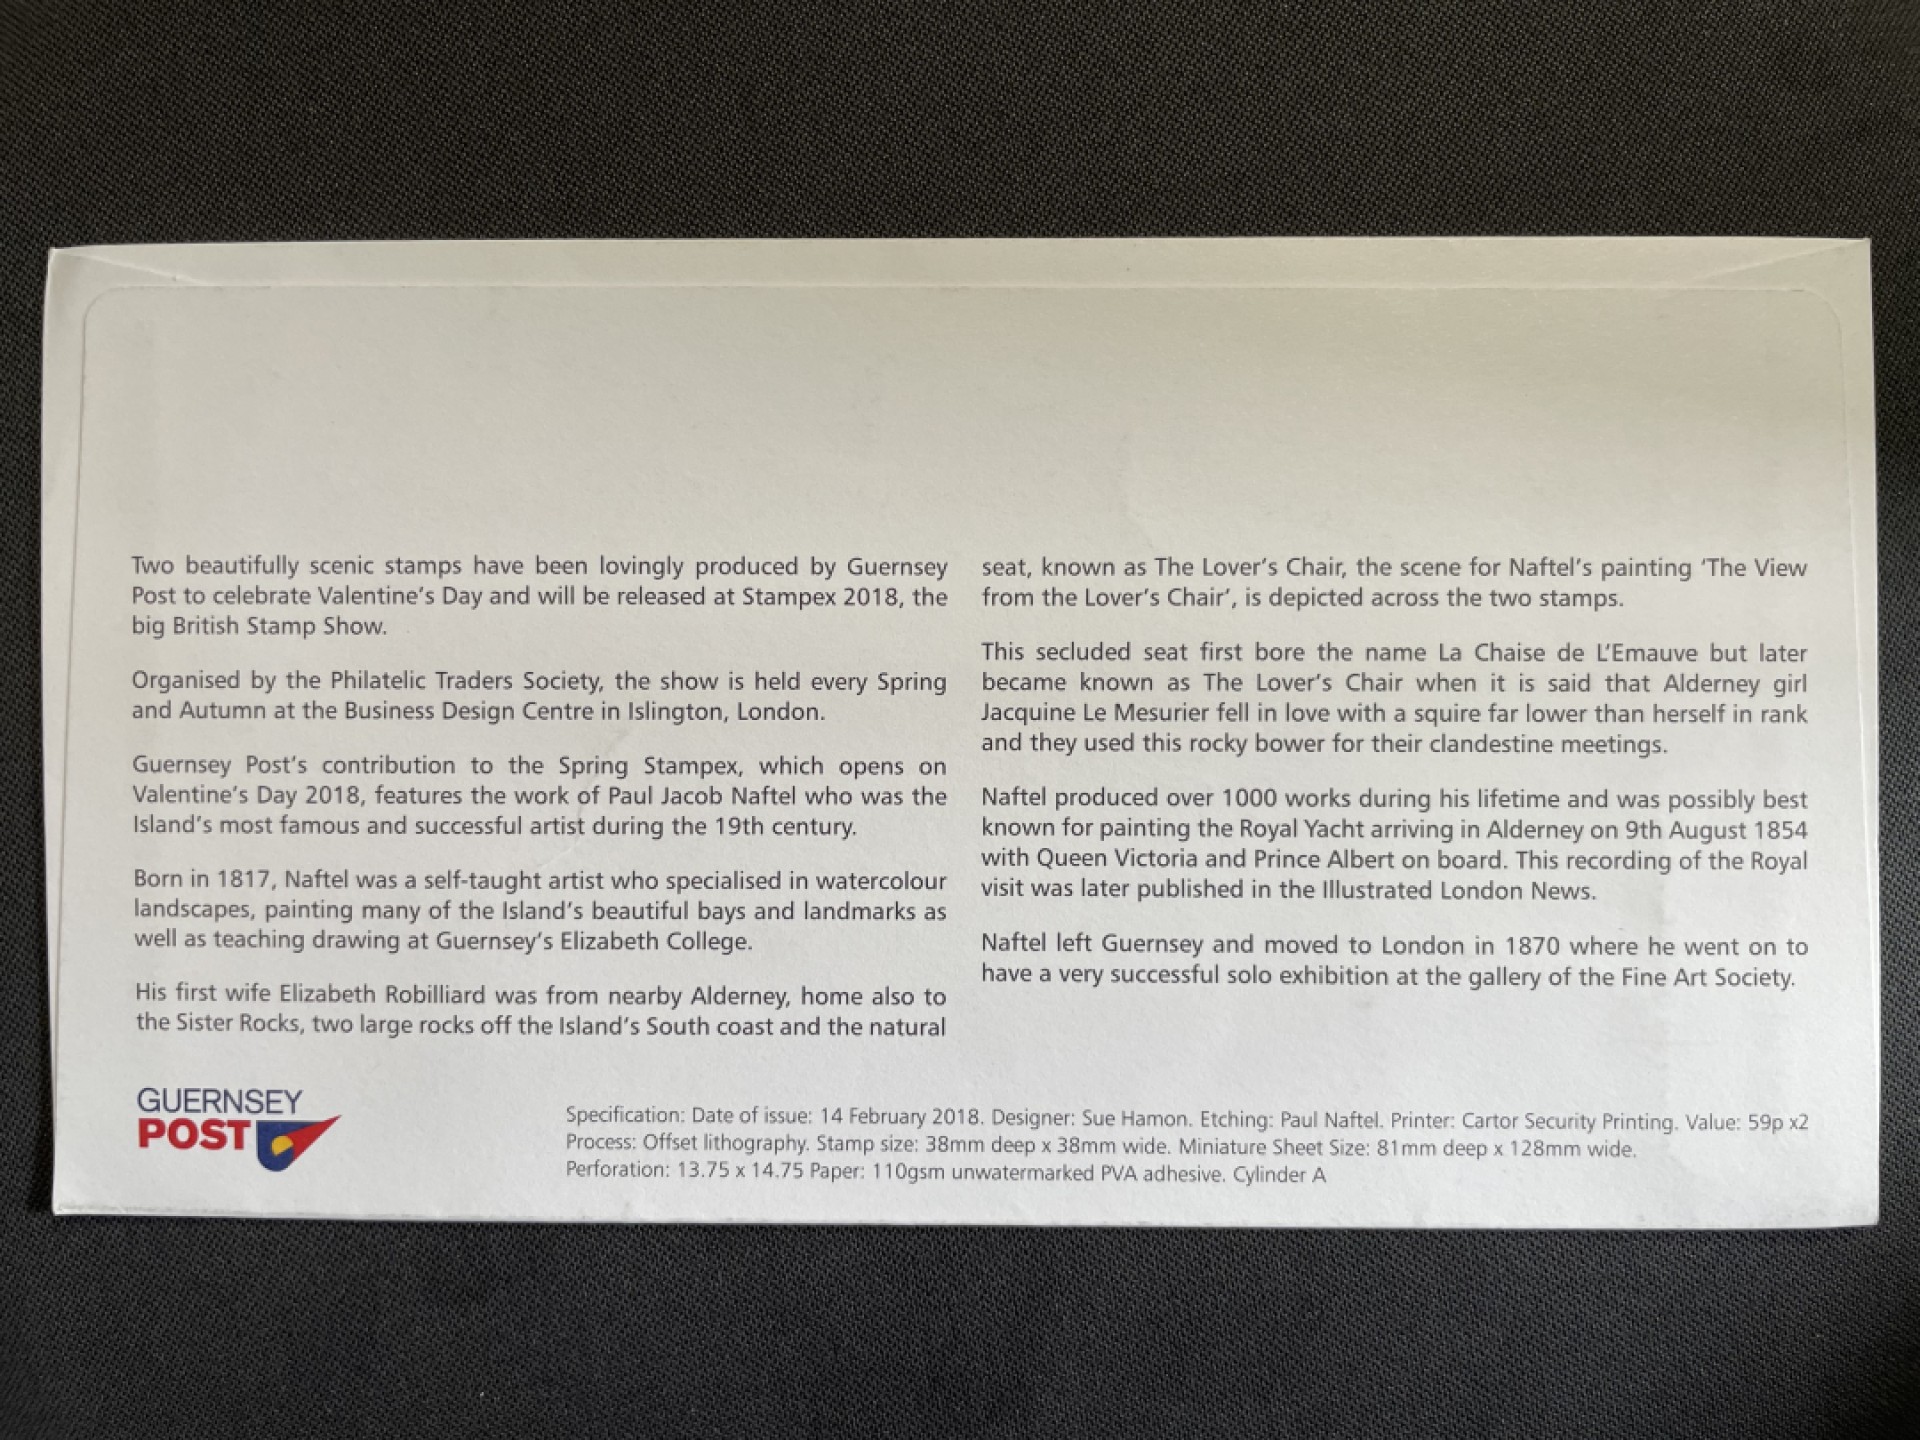 Two beautifully scenic stamps have been lovingly produced by Guernsey
Post to celebrate Valentine's Day and will be released at Stampex 2018, the
big British Stamp Show.
Organised by the Philatelic Traders Society, the show is held every Spring
and Autumn at the Business Design Centre in Islington, London.
Guernsey Post's contribution to the Spring Stampex, which opens on
Valentine's Day 2018, features the work of Paul Jacob Naftel who was the
Island's most famous and successful artist during the 19th century.
Born in 1817, Naftel was a self-taught artist who specialised in watercolour
landscapes, painting many of the Island's beautiful bays and landmarks as
well as teaching drawing at Guernsey's Elizabeth College.
His first wife Elizabeth Robilliard was from nearby Alderney, home also to
the Sister Rocks, two large rocks off the Island's South coast and the natural
seat, known as The Lover's Chair, the scene for Naftel's painting 'The View
from the Lover's Chair', is depicted across the two stamps.
This secluded seat first bore the name La Chaise de L'Emauve but later
became known as The Lover's Chair when it is said that Alderney girl
Jacquine Le Mesurier fell in love with a squire far lower than herself in rank
and they used this rocky bower for their clandestine meetings.
Naftel produced over 1000 works during his lifetime and was possibly best
known for painting the Royal Yacht arriving in Alderney on 9th August 1854
with Queen Victoria and Prince Albert on board. This recording of the Royal
visit was later published in the Illustrated London News.
Naftel left Guernsey and moved to London in 1870 where he went on to
have a very successful solo exhibition at the gallery of the Fine Art Society.
GUERNSEY
POST
Specification: Date of issue: 14 February 2018. Designer: Sue Hamon. Etching: Paul Naftel. Printer: Cartor Security Printing. Value: 59p x2
Process: Offset lithography. Stamp size: 38mm deep x 38mm wide. Miniature Sheet Size: 81mm deep x 128mm wide.
Perforation: 13.75 x 14.75 Paper: 110gsm unwatermarked PVA adhesive. Cylinder A